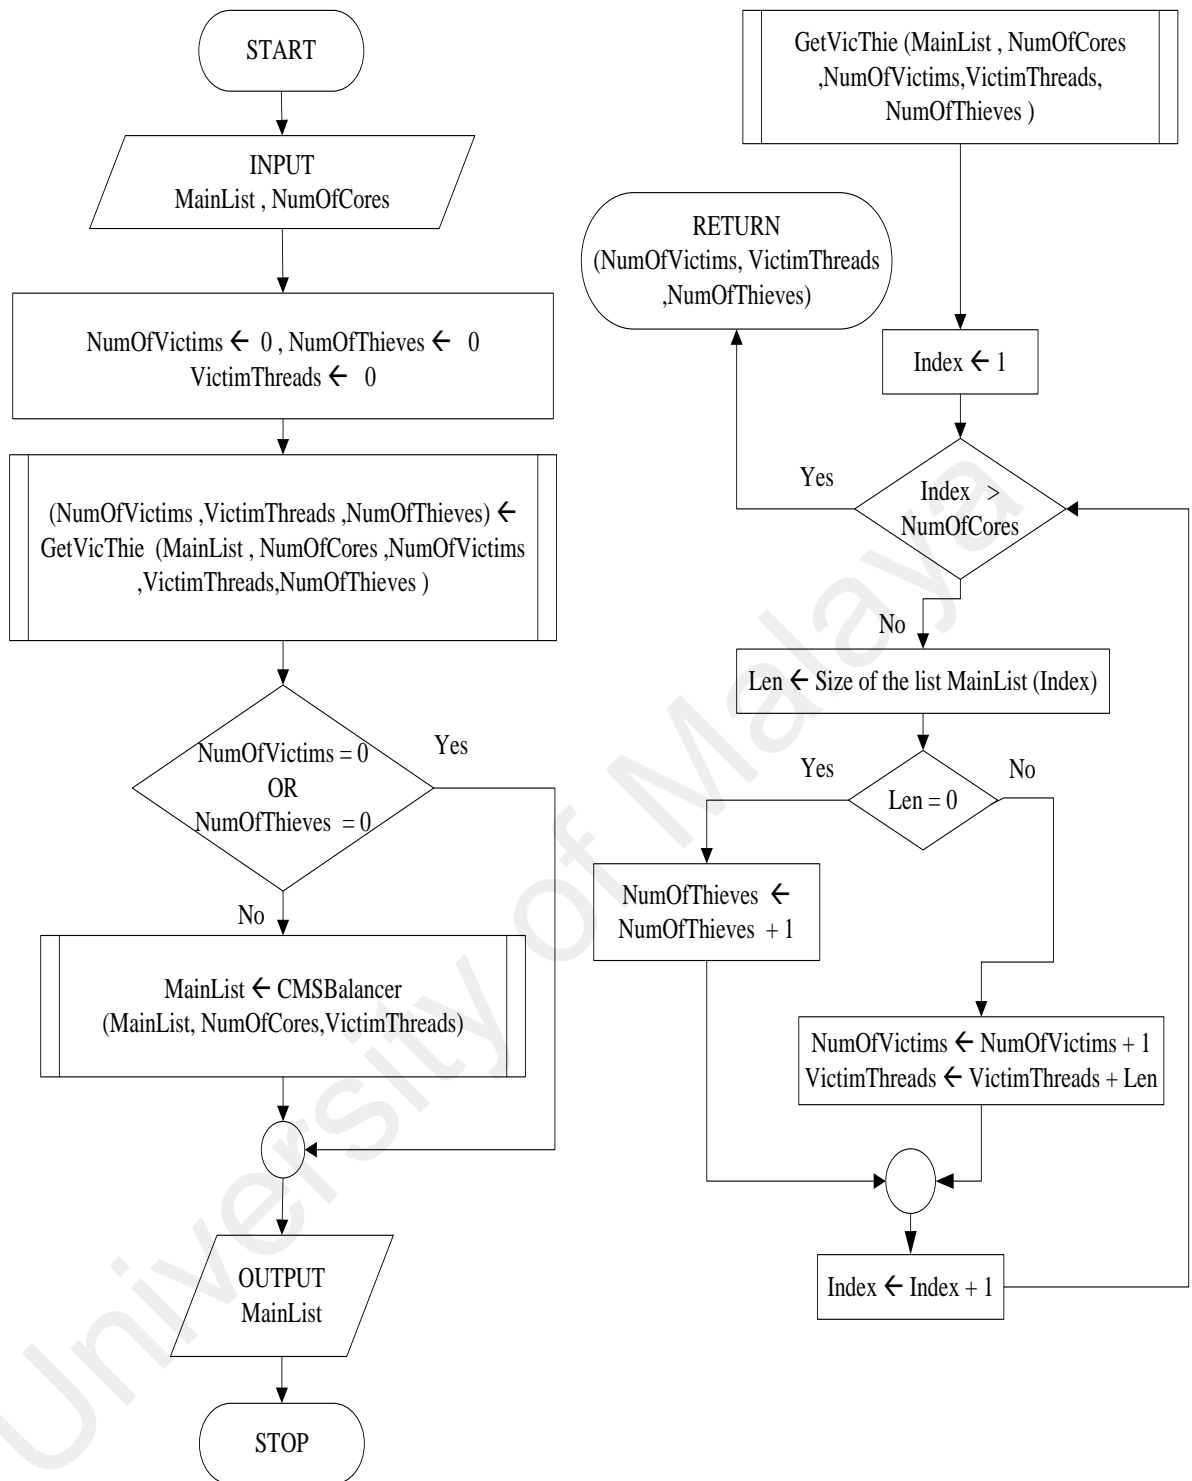 START
INPUT
MainList , NumOfCores
NumOfVictims ← 0 , NumOfThieves ← 0
VictimThreads ← 0
(NumOfVictims ,VictimThreads ,NumOfThieves) ←
GetVicThie (MainList , NumOfCores ,NumOfVictims
,VictimThreads,NumOfThieves )
NumOfVictims = 0
OR
NumOfThieves = 0
Yes
No
MainList ← CMSBalancer
(MainList, NumOfCores,VictimThreads)
OUTPUT
MainList
STOP
GetVicThie (MainList , NumOfCores
,NumOfVictims,VictimThreads,
NumOfThieves )
RETURN
(NumOfVictims, VictimThreads
,NumOfThieves)
Index ← 1
Yes
Index >
NumOfCores
No
Len ← Size of the list MainList (Index)
Yes
No
Len = 0
NumOfThieves ←
NumOfThieves + 1
NumOfVictims ← NumOfVictims + 1
VictimThreads ← VictimThreads + Len
Index ← Index + 1
University of Malaya